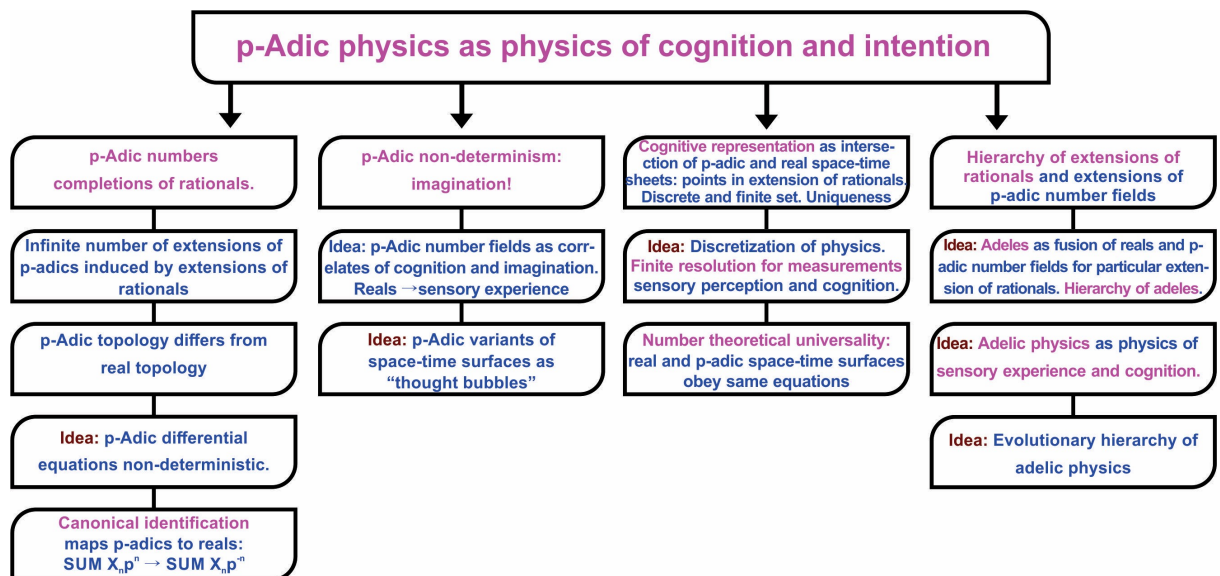 p-Adic physics as physics of cognition and intention
p-Adic numbers
completions of rationals.
Infinite number of extensions of
p-adics induced by extensions of
rationals
p-Adic topology differs from
real topology
Idea: p-Adic differential
equations non-deterministic.
Canonical identification
maps p-adics to reals:
SUM Xₙpⁿ → SUM Xₙp⁻ⁿ
p-Adic non-determinism:
imagination!
Idea: p-Adic number fields as corr-
elates of cognition and imagination.
Reals →sensory experience
Idea: p-Adic variants of
space-time surfaces as
“thought bubbles”
Cognitive representation as interse-
ction of p-adic and real space-time
sheets: points in extension of rationals.
Discrete and finite set. Uniqueness
Idea: Discretization of physics.
Finite resolution for measurements
sensory perception and cognition.
Number theoretical universality:
real and p-adic space-time surfaces
obey same equations
Hierarchy of extensions of
rationals and extensions of
p-adic number fields
Idea: Adeles as fusion of reals and p-
adic number fields for particular exten-
sion of rationals. Hierarchy of adeles.
Idea: Adelic physics as physics of
sensory experience and cognition.
Idea: Evolutionary hierarchy of
adelic physics